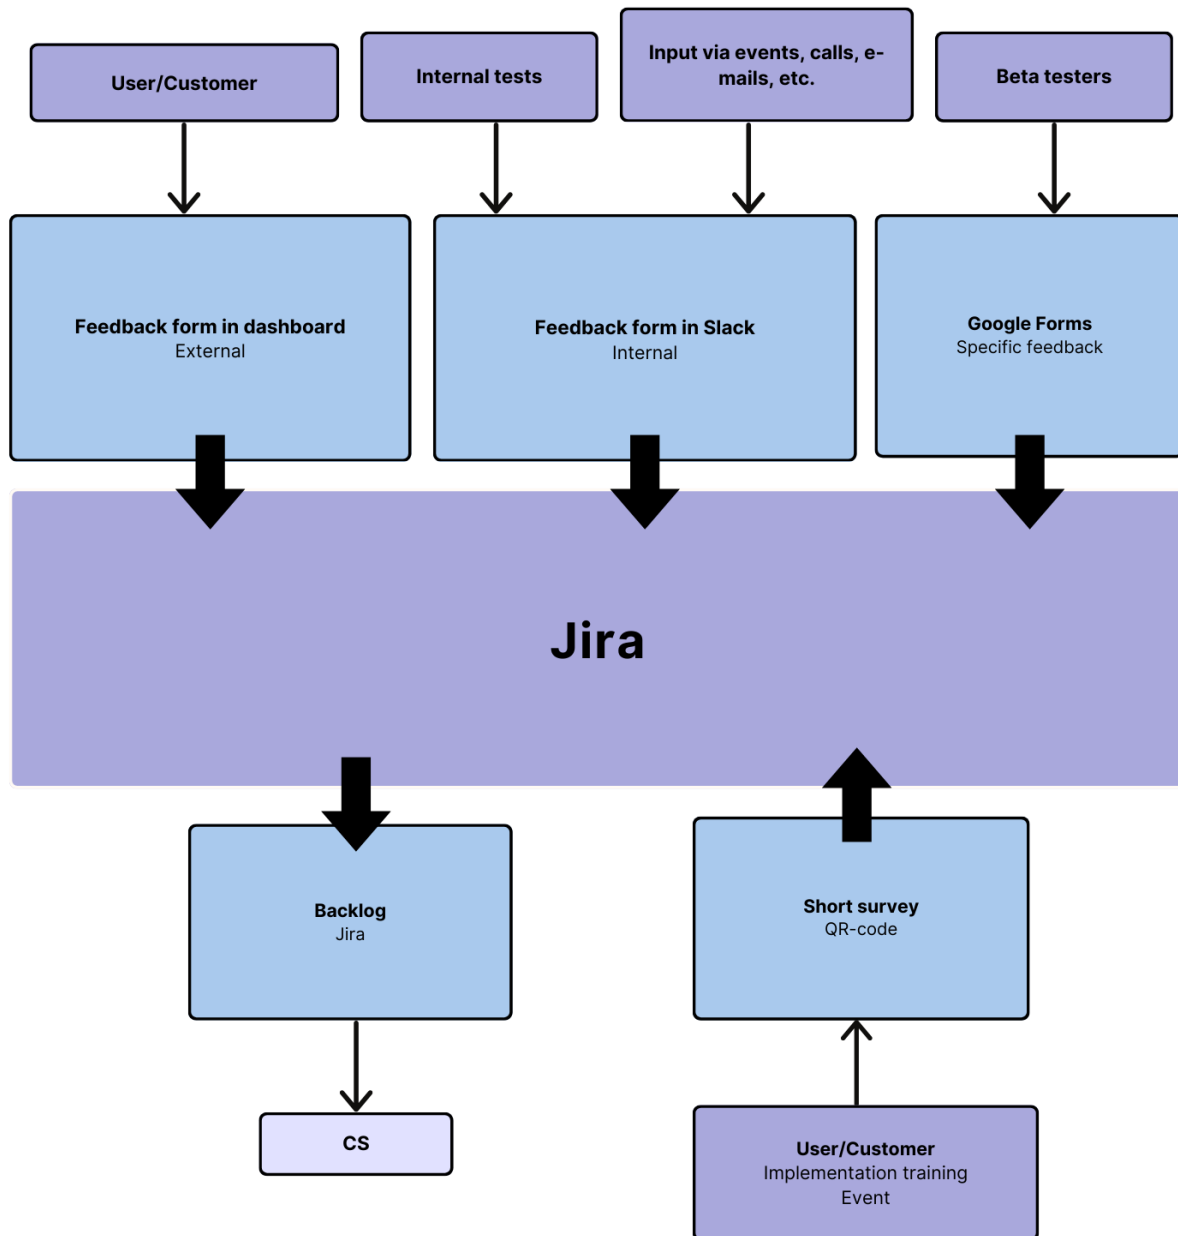 User/Customer
Internal tests
Input via events, calls, e-
mails, etc.
Beta testers
Feedback form in dashboard
External
Feedback form in Slack
Internal
Google Forms
Specific feedback
Jira
Backlog
Jira
Short survey
QR-code
CS
User/Customer
Implementation training
Event